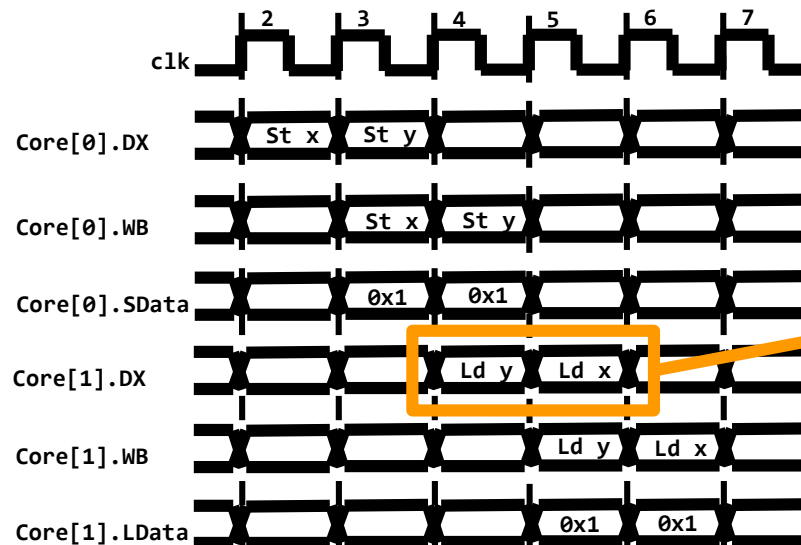 2 3 4 5 6 7
clk
Core[0].DX St x St y
Core[0].WB St x St y
Core[0].SData 0x1 0x1
Core[1].DX Ld y Ld x
Core[1].WB Ld y Ld x
Core[1].LData 0x1 0x1